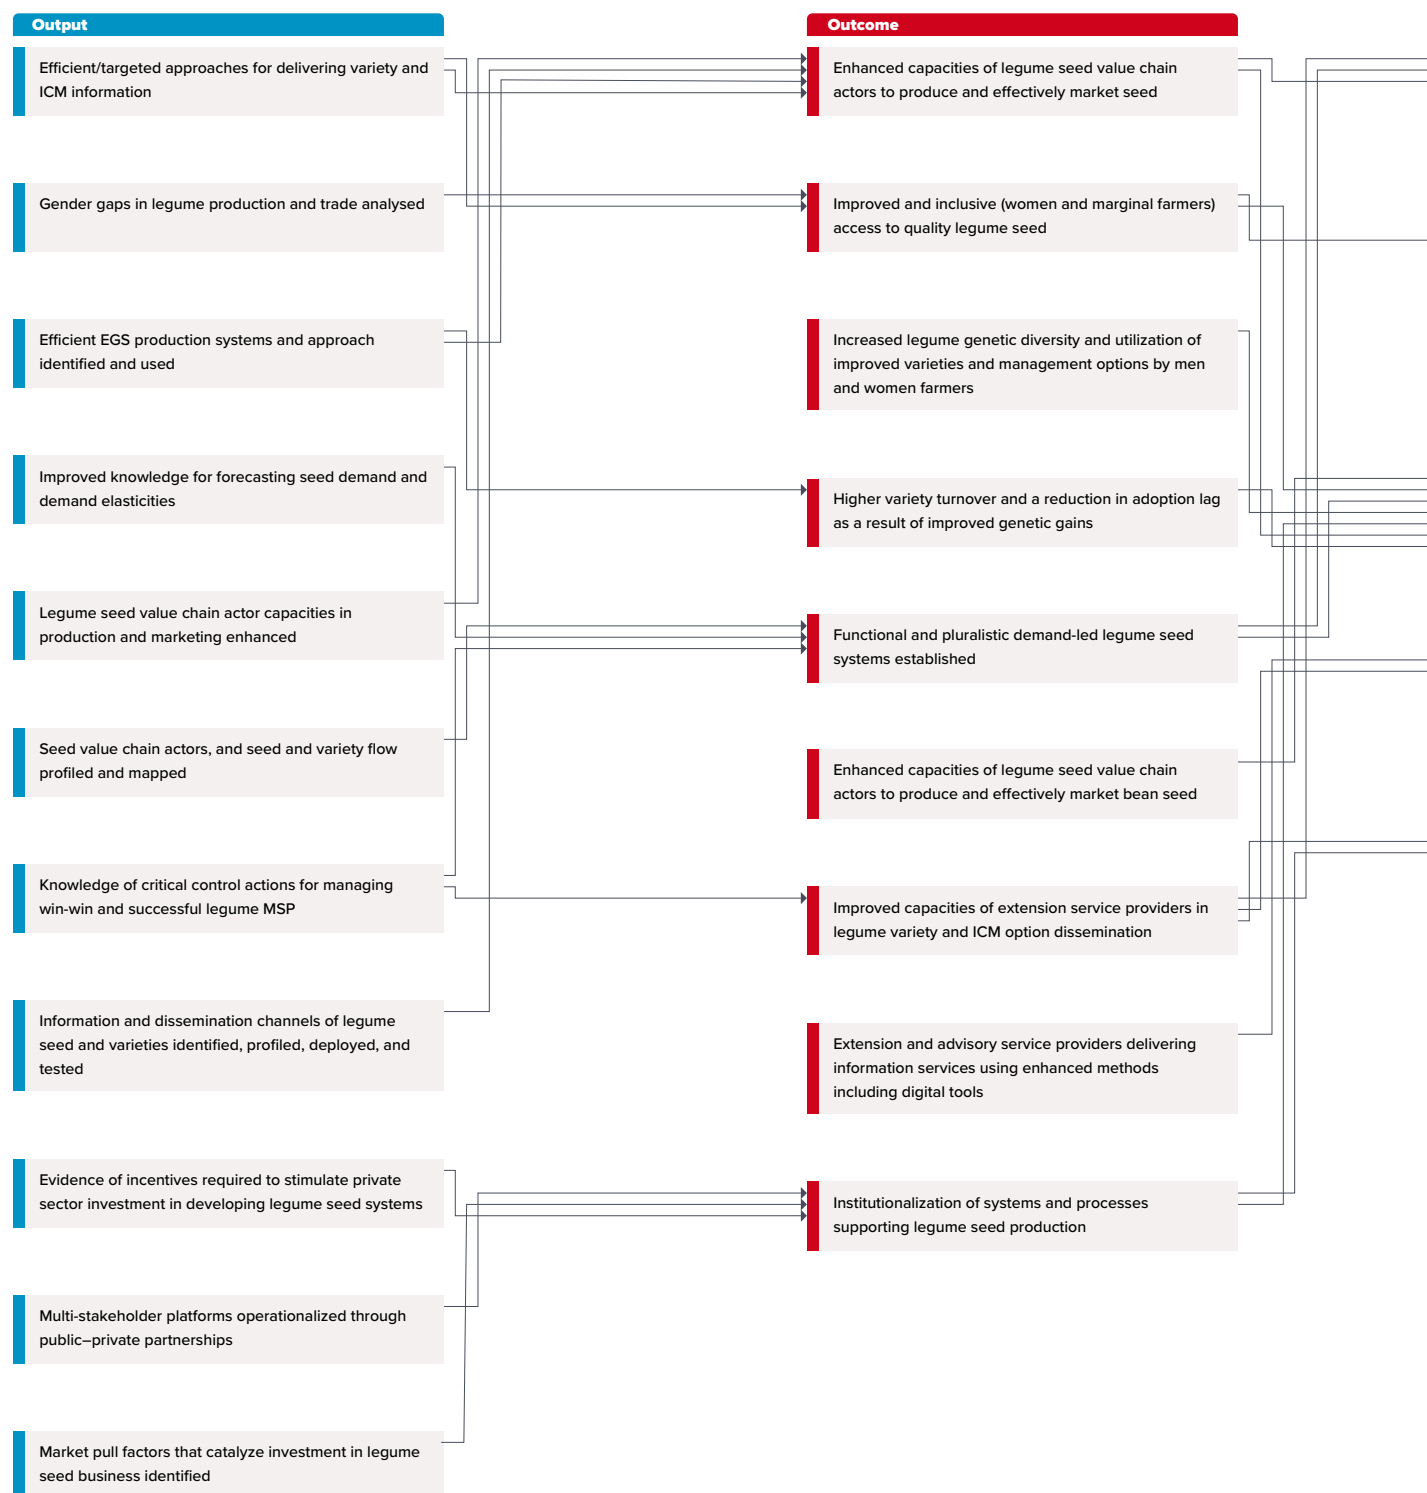 Output
Efficient/targeted approaches for delivering variety and
ICM information
Gender gaps in legume production and trade analysed
Efficient EGS production systems and approach
identified and used
Improved knowledge for forecasting seed demand and
demand elasticities
Legume seed value chain actor capacities in
production and marketing enhanced
Seed value chain actors, and seed and variety flow
profiled and mapped
Knowledge of critical control actions for managing
win-win and successful legume MSP
Information and dissemination channels of legume
seed and varieties identified, profiled, deployed, and
tested
Evidence of incentives required to stimulate private
sector investment in developing legume seed systems
Multi-stakeholder platforms operationalized through
public–private partnerships
Market pull factors that catalyze investment in legume
seed business identified
Outcome
Enhanced capacities of legume seed value chain
actors to produce and effectively market seed
Improved and inclusive (women and marginal farmers)
access to quality legume seed
Increased legume genetic diversity and utilization of
improved varieties and management options by men
and women farmers
Higher variety turnover and a reduction in adoption lag
as a result of improved genetic gains
Functional and pluralistic demand-led legume seed
systems established
Enhanced capacities of legume seed value chain
actors to produce and effectively market bean seed
Improved capacities of extension service providers in
legume variety and ICM option dissemination
Extension and advisory service providers delivering
information services using enhanced methods
including digital tools
Institutionalization of systems and processes
supporting legume seed production